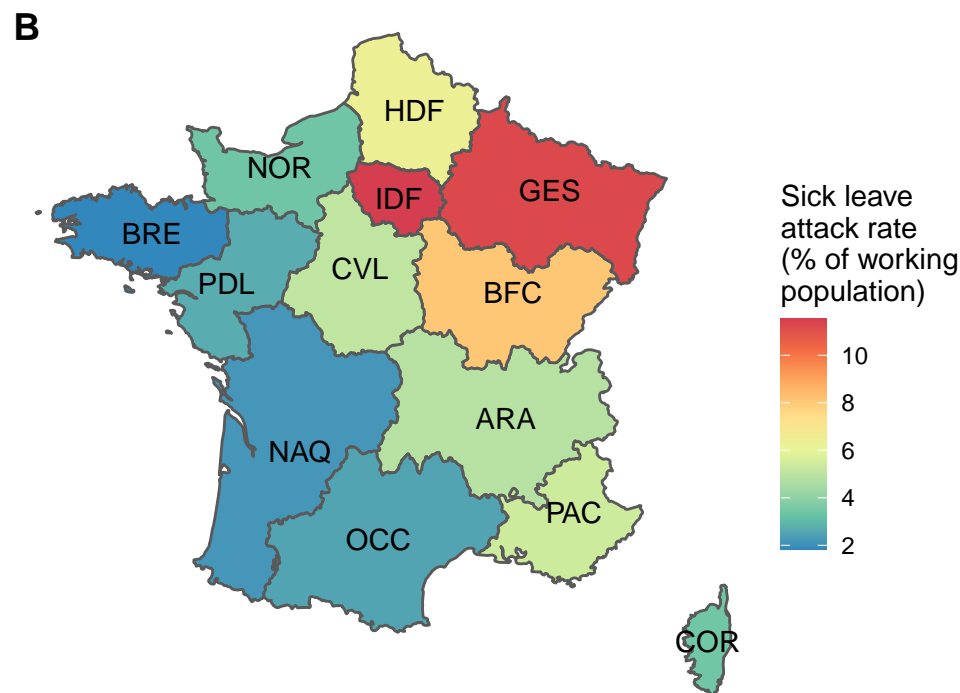 B
HDF
NOR
IDF
GES
BRE
PDL
CVL
BFC
ARA
NAQ
PAC
OCC
COR
Sick leave
attack rate
(% of working
population)
10
8
6
4
2